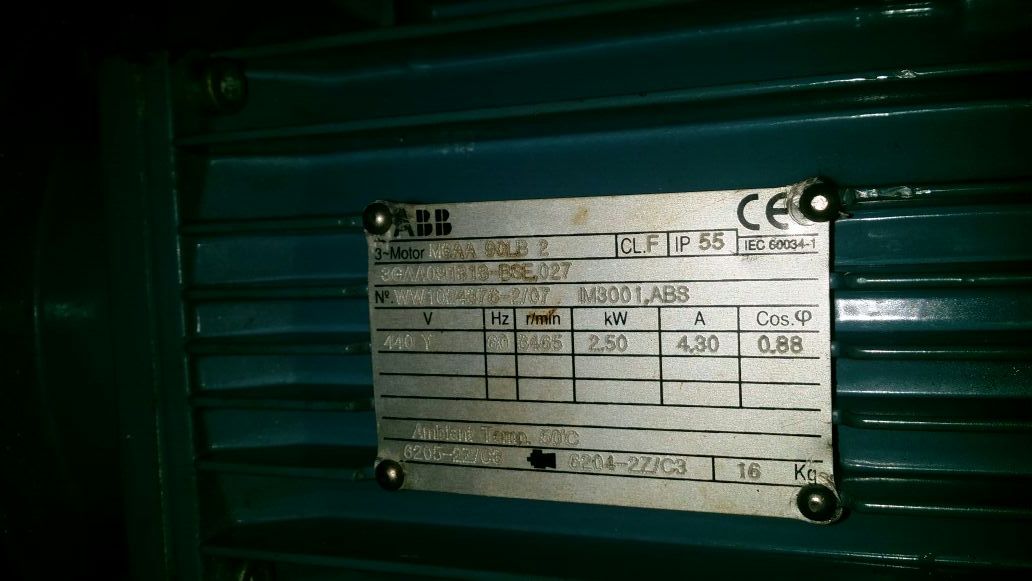 ABB CE
3~Motor M3AA 90LB 2 CL.F IP 55 IEC 60034-1
027
IM3001,ABS
V Hz r/min kW A Cos.φ
440 Y 60 3465 2.50 4.30 0.88
Ambient Temp. 50°C
6205-2Z/C3 6204-2Z/C3 16 Kg